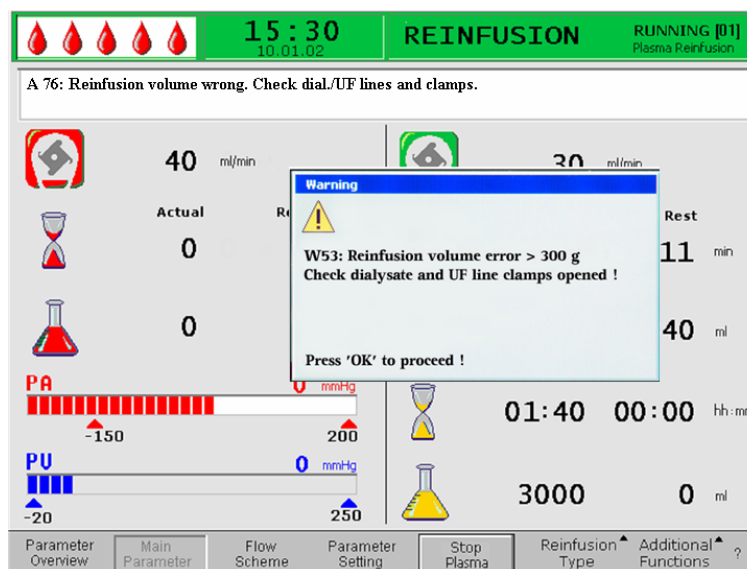 15:30
10.01.02
REINFUSION
RUNNING [01]
Plasma Reinfusion
A 76: Reinfusion volume wrong. Check dial./UF lines and clamps.
40 ml/min
30 ml/min
Actual
Rest
0
11 min
0
40 ml
Warning
W53: Reinfusion volume error > 300 g
Check dialysate and UF line clamps opened !
Press 'OK' to proceed !
PA
0 mmHg
-150
200
01:40 00:00
PV
0 mmHg
-20
250
3000 0 ml
Parameter Overview
Main Parameter
Flow Scheme
Parameter Setting
Stop Plasma
Reinfusion Type
Additional Functions
?